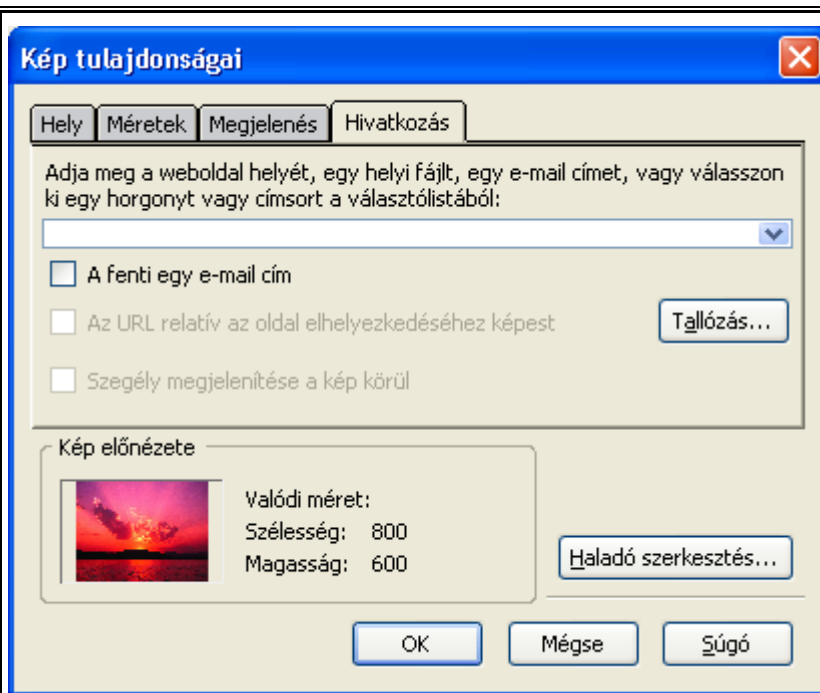 Kép tulajdonságai
Hely Méretek Megjelenés Hivatkozás
Adja meg a weboldal helyét, egy helyi fájlt, egy e-mail címet, vagy válasszon
ki egy horgonyt vagy címsort a választólistából:
A fenti egy e-mail cím
Az URL relatív az oldal elhelyezkedéséhez képest
Tallózás...
Szegély megjelenítése a kép körül
Kép előnézete
Valódi méret:
Szélesség: 800
Magasság: 600
Haladó szerkesztés...
OK Mégse Súgó